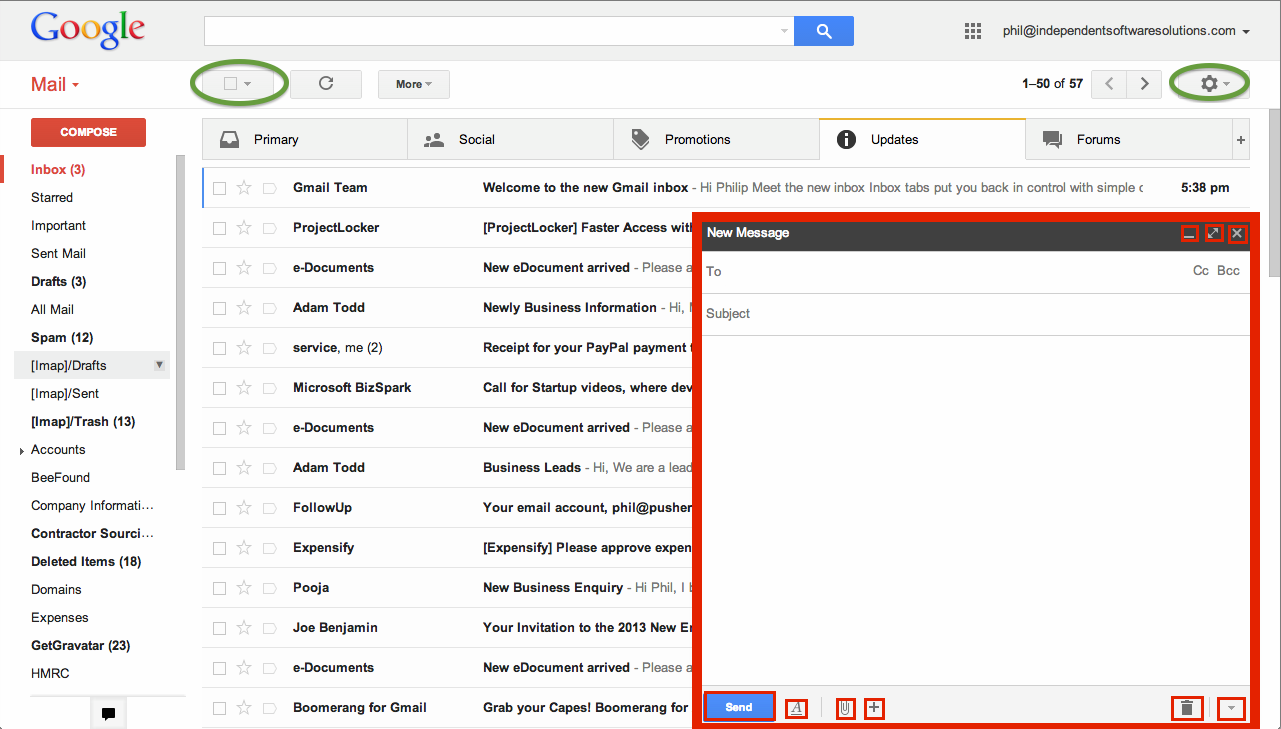 Google
phil@independentsoftwaresolutions.com
Mail
More
1–50 of 57
COMPOSE
Inbox (3)
Starred
Important
Sent Mail
Drafts (3)
All Mail
Spam (12)
[Imap]/Drafts
[Imap]/Sent
[Imap]/Trash (13)
Accounts
BeeFound
Company Informati...
Contractor Sourci...
Deleted Items (18)
Domains
Expenses
GetGravatar (23)
HMRC
Primary
Social
Promotions
Updates
Forums
+
Gmail Team Welcome to the new Gmail inbox - Hi Philip Meet the new inbox Inbox tabs put you back in control with simple 5:38 pm
ProjectLocker [ProjectLocker] Faster Access
e-Documents New eDocument arrived - Please
Adam Todd Newly Business Information - Hi,
service, me (2) Receipt for your PayPal payment
Microsoft BizSpark Call for Startup videos, where
e-Documents New eDocument arrived - Please
Adam Todd Business Leads - Hi, We are a
FollowUp Your email account,
Expensify [Expensify] Please approve
Pooja New Business Enquiry - Hi Phil, I
Joe Benjamin Your Invitation to the 2013 New
e-Documents New eDocument arrived - Please
Boomerang for Gmail Grab your Capes! Boomerang for
New Message
To Cc Bcc
Subject
Send A +